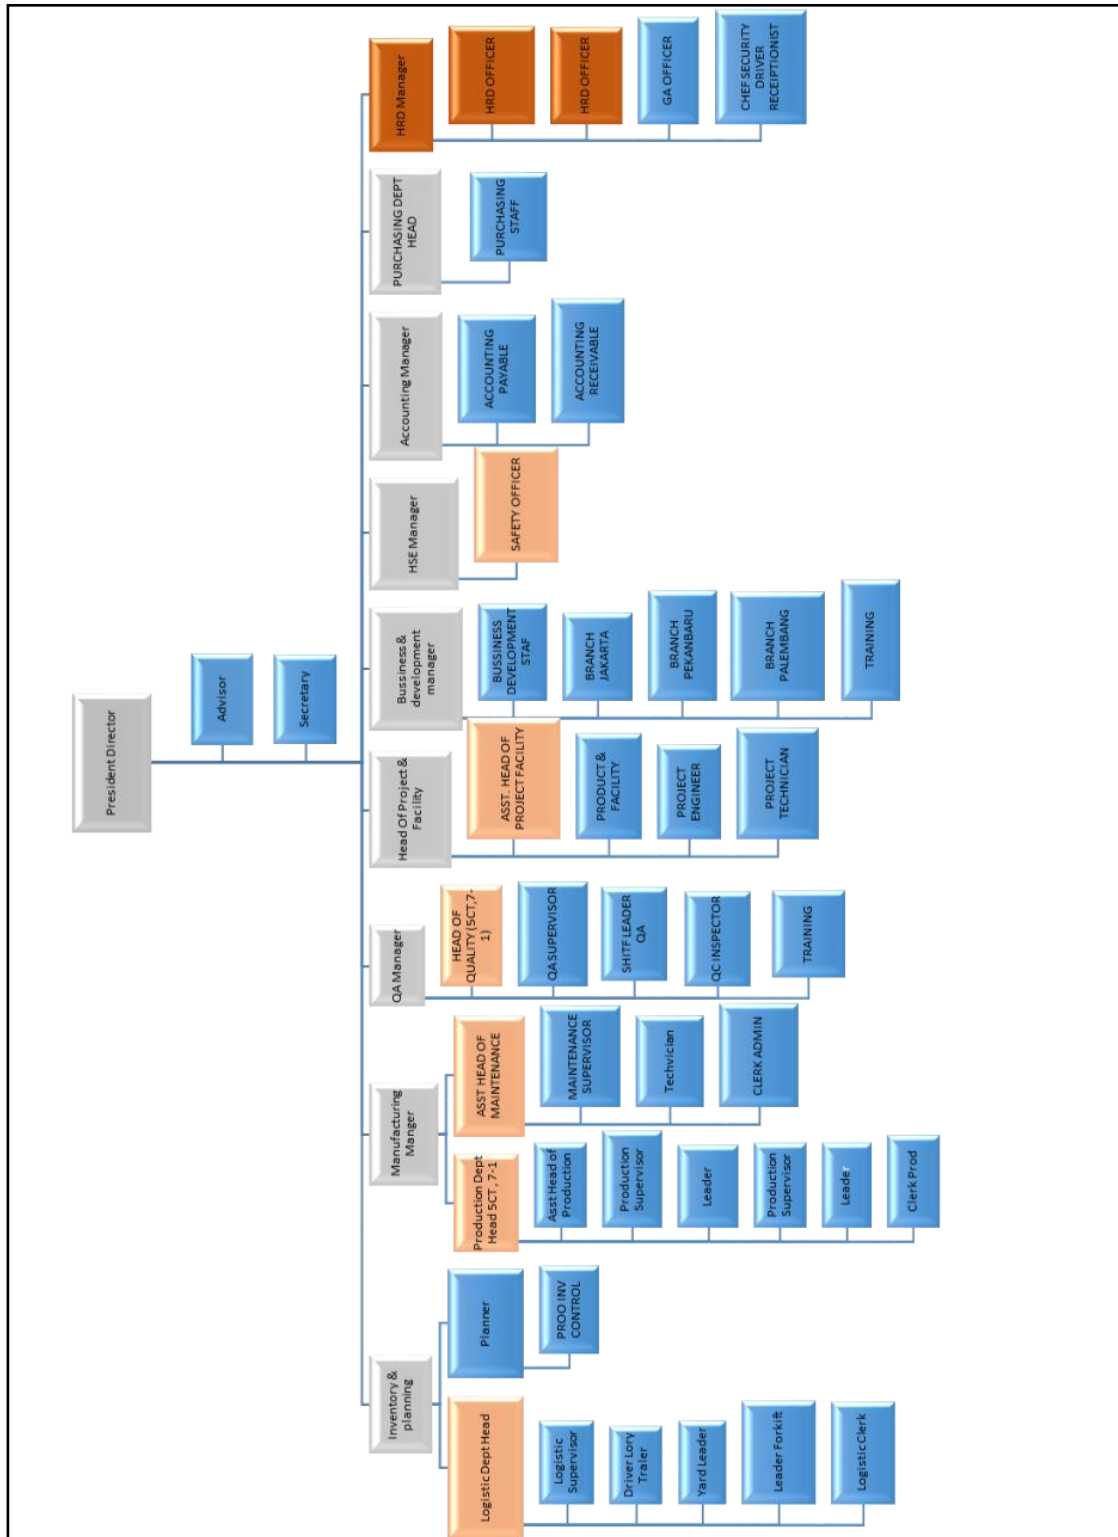 President Director
Advisor
Secretary
Inventory &
planning
Logistic Dept Head
Logistic
Supervisor
Driver Lory
Traler
Yard Leader
Leader Forkift
Logistic Clerk
Planner
PROO INV
CONTROL
Manufacturing
Manger
Production Dept
Head 5CT , 7-1
Asst Head of
Production
Production
Supervisor
Leader
Production
Supervisor
Leader
Clerk Prod
ASST HEAD OF
MAINTENANCE
MAINTENANCE
SUPERVISOR
Techvician
CLERK ADMIN
QA Manager
HEAD OF
QUALITY (5CT,7-
1)
QA SUPERVISOR
SHITF LEADER
QA
QC INSPECTOR
TRAINING
Head Of Project &
Facility
ASST. HEAD OF
PROJECT FACILITY
PRODUCT &
FACILITY
PROJECT
ENGINEER
PROJECT
TECHNICIAN
Bussiness &
development
manager
BUSSINESS
DEVELOPMENT
STAF
BRANCH
JAKARTA
BRANCH
PEKANBARU
BRANCH
PALEMBANG
TRAINING
HSE Manager
SAFETY OFFICER
Accounting Manager
ACCOUNTING
PAYABLE
ACCOUNTING
RECEIVABLE
PURCHASING DEPT
HEAD
PURCHASING
STAFF
HRD Manager
HRD OFFICER
HRD OFFICER
GA OFFICER
CHEF SECURITY
DRIVER
RECEIPTIONIST